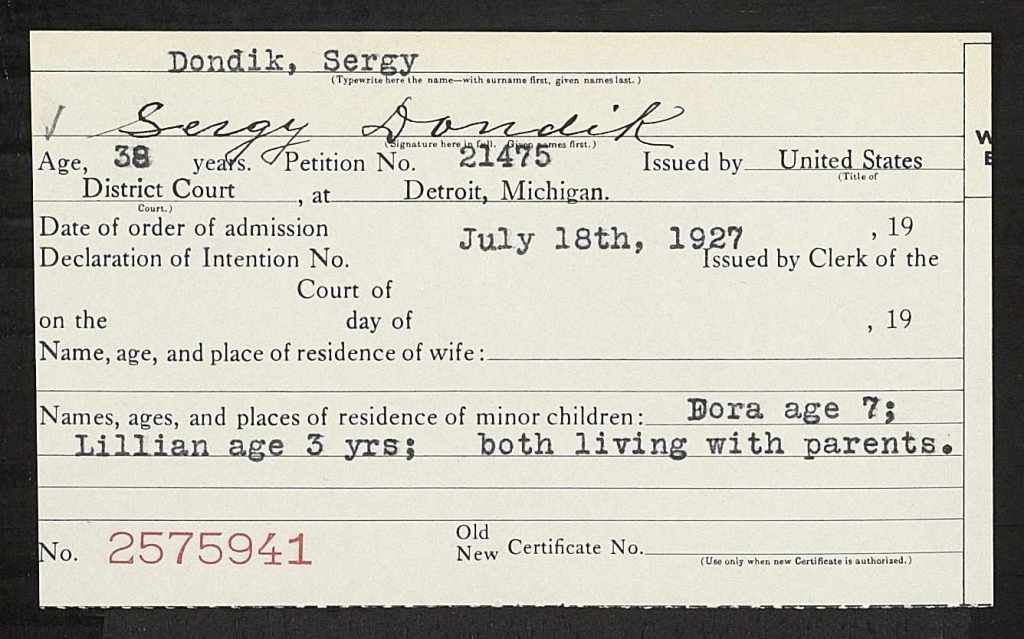 Dondik, Sergy
(Typewrite here the name—with surname first, given names last.)
√ Sergy Dondik
(Signature here in full. Given names first.)
Age, 38 years. Petition No. 21475 Issued by United States
(Title of
District Court , at Detroit, Michigan.
Court.)
Date of order of admission July 18th, 1927 , 19
Declaration of Intention No. Issued by Clerk of the
Court of
on the day of , 19
Name, age, and place of residence of wife:
Names, ages, and places of residence of minor children: Dora age 7;
Lillian age 3 yrs; both living with parents.
No. 2575941 Old
New Certificate No.
(Use only when new Certificate is authorized.)